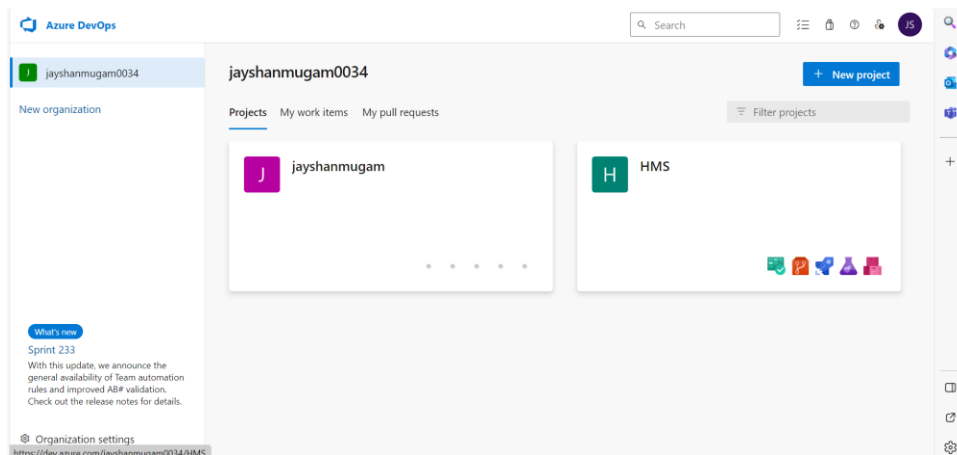 Azure DevOps
Search
JS
J jayshanmugam0034
New organization
jayshanmugam0034
+ New project
Projects My work items My pull requests
Filter projects
J jayshanmugam
H HMS
What's new
Sprint 233
With this update, we announce the
general availability of Team automation
rules and improved AB# validation.
Check out the release notes for details.
Organization settings
https://dev.azure.com/jayshanmugam0034/HMS